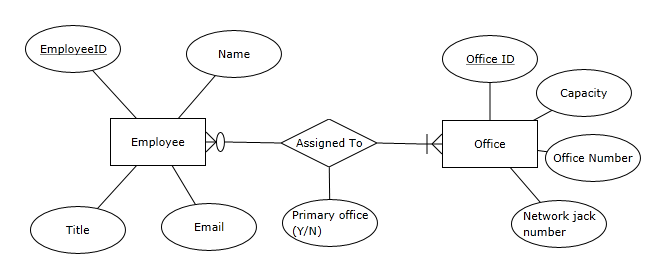 EmployeeID
Name
Office ID
Capacity
Employee
Assigned To
Office
Office Number
Title
Email
Primary office
(Y/N)
Network jack
number